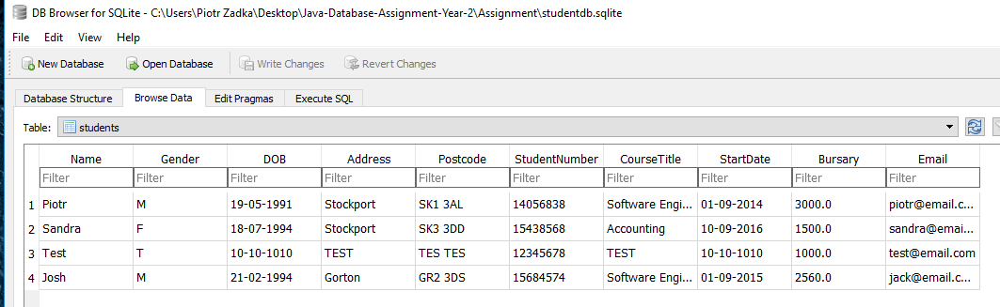 DB Browser for SQLite - C:\Users\Piotr Zadka\Desktop\Java-Database-Assignment-Year-2\Assignment\studentdb.sqlite
File Edit View Help
New Database Open Database Write Changes Revert Changes
Database Structure Browse Data Edit Pragmas Execute SQL
Table: students
Name Gender DOB Address Postcode StudentNumber CourseTitle StartDate Bursary Email
Filter Filter Filter Filter Filter Filter Filter Filter Filter Filter
1 Piotr M 19-05-1991 Stockport SK1 3AL 14056838 Software Engi... 01-09-2014 3000.0 piotr@email.c...
2 Sandra F 18-07-1994 Stockport SK3 3DD 15438568 Accounting 10-09-2016 1500.0 sandra@emai...
3 Test T 10-10-1010 TEST TES TES 12345678 TEST 10-10-1010 1000.0 test@email.com
4 Josh M 21-02-1994 Gorton GR2 3DS 15684574 Software Engi... 01-09-2015 2560.0 jack@email.c...